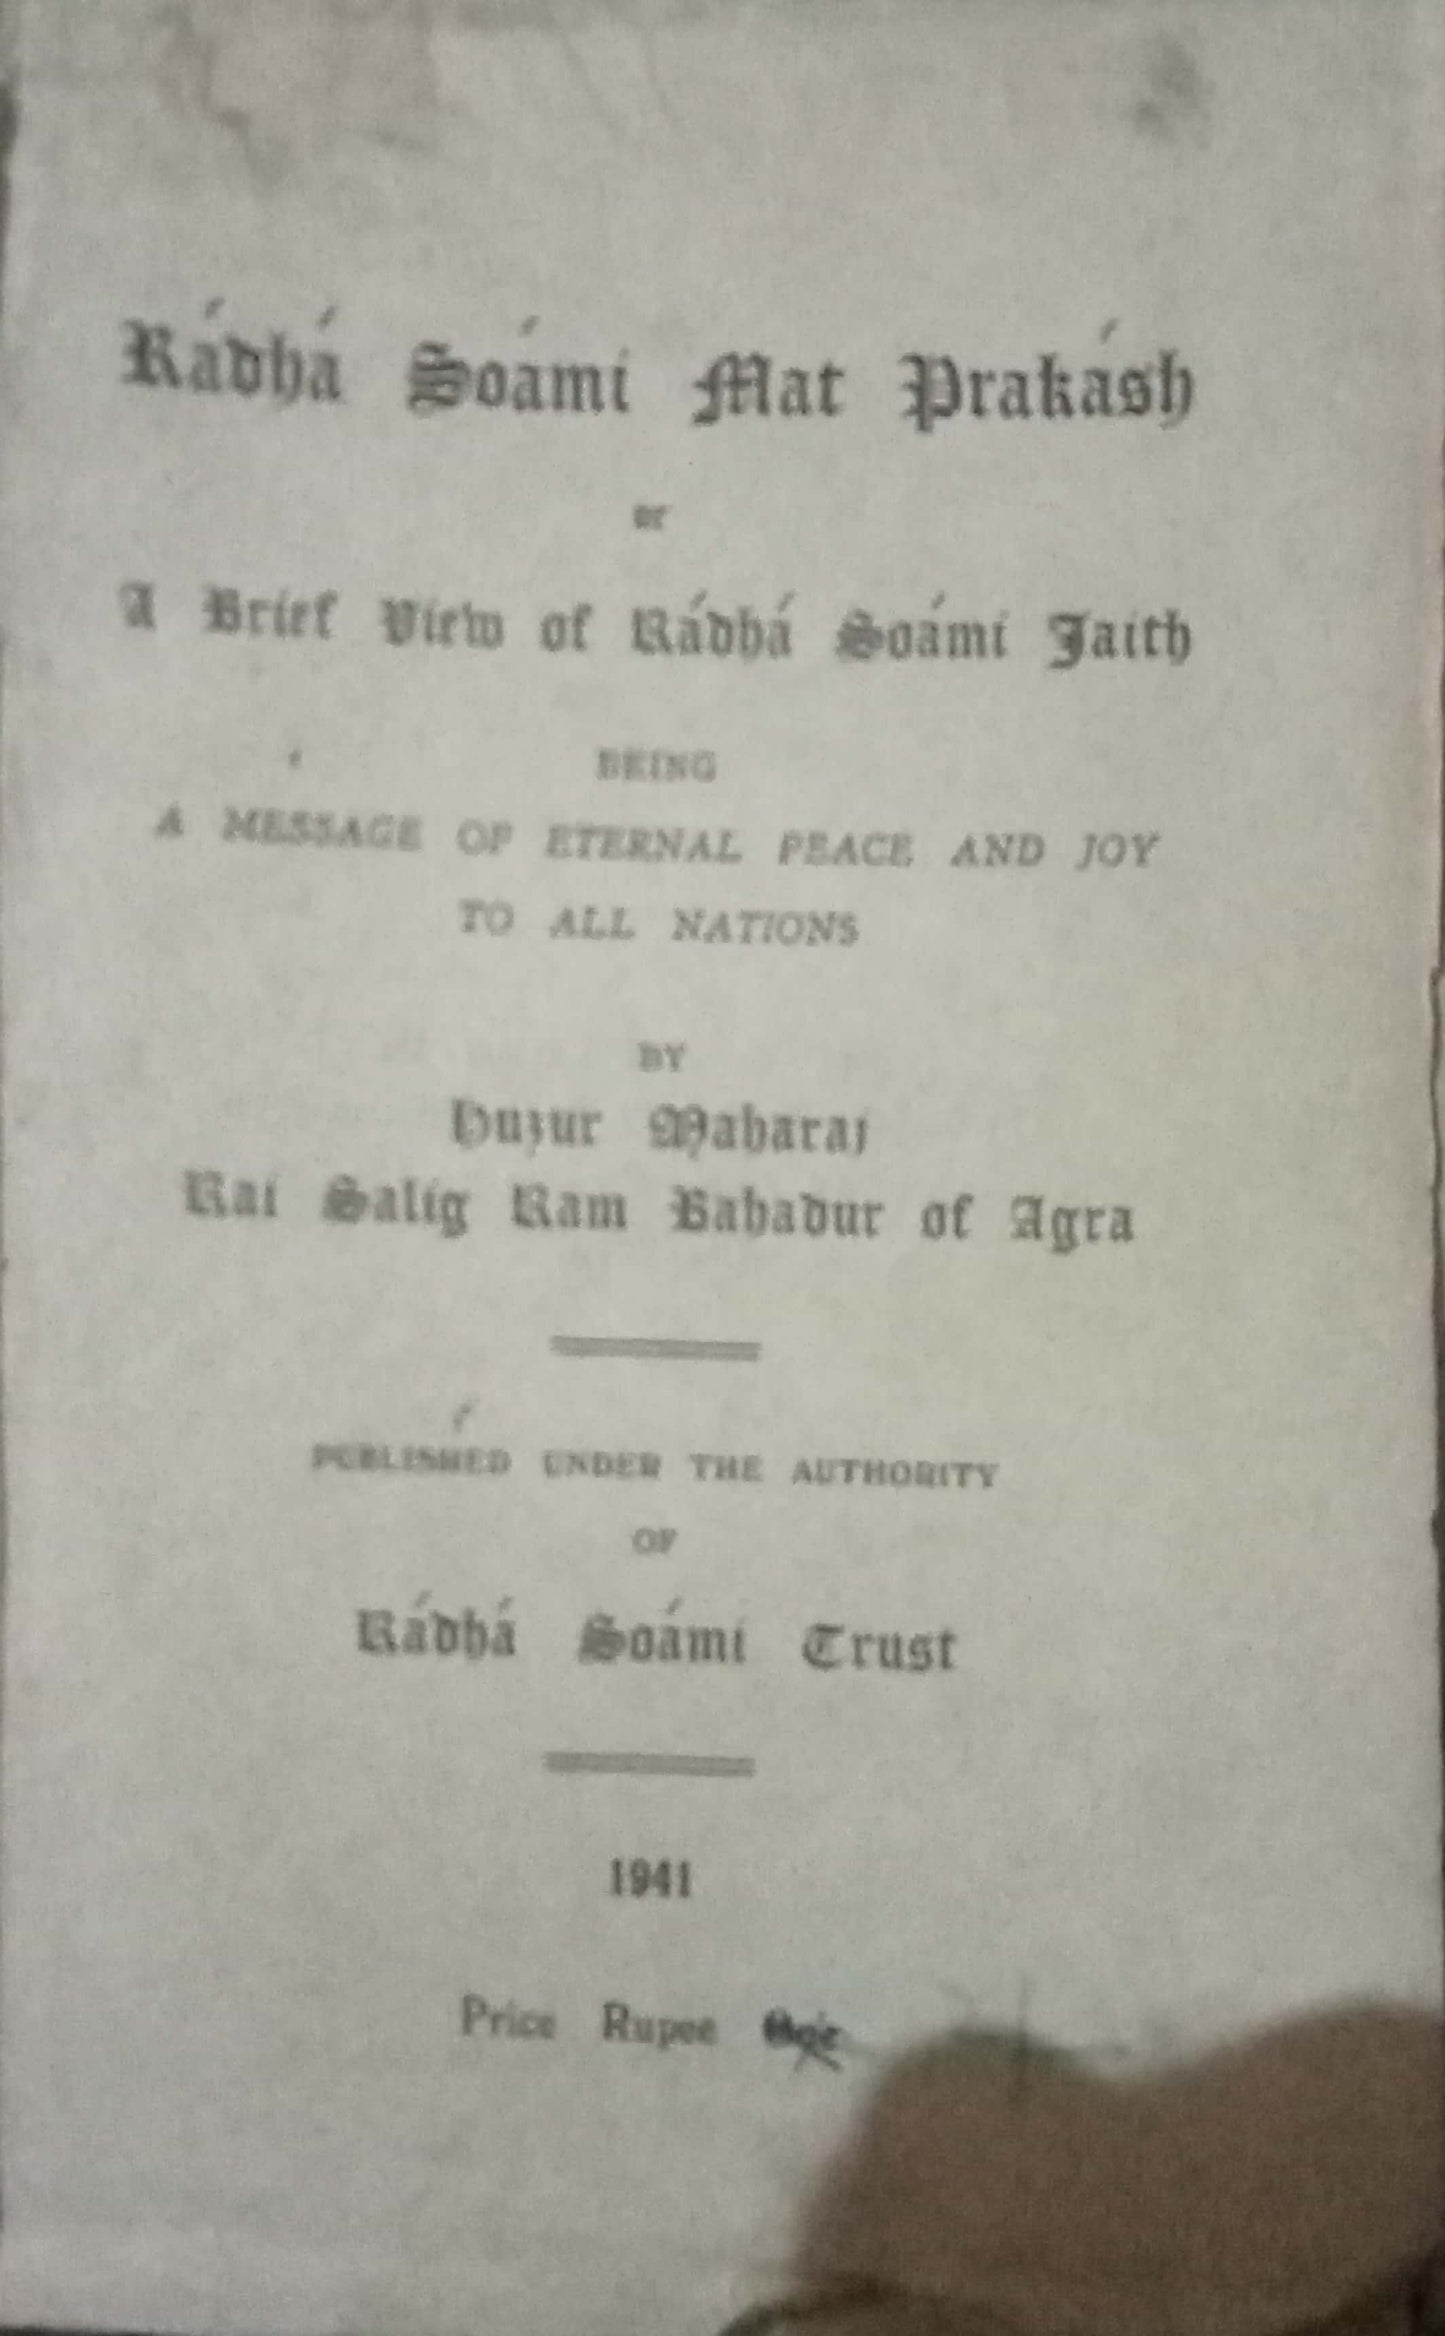 Rádhá Soámi Mat Prakásh
or
A Brief View of Rádhá Soámi Faith
BEING
A MESSAGE OF ETERNAL PEACE AND JOY
TO ALL NATIONS
BY
Huzur Maharaj
Rai Salig Ram Bahadur of Agra
PUBLISHED UNDER THE AUTHORITY
OF
Rádhá Soámi Trust
1941
Price Rupee